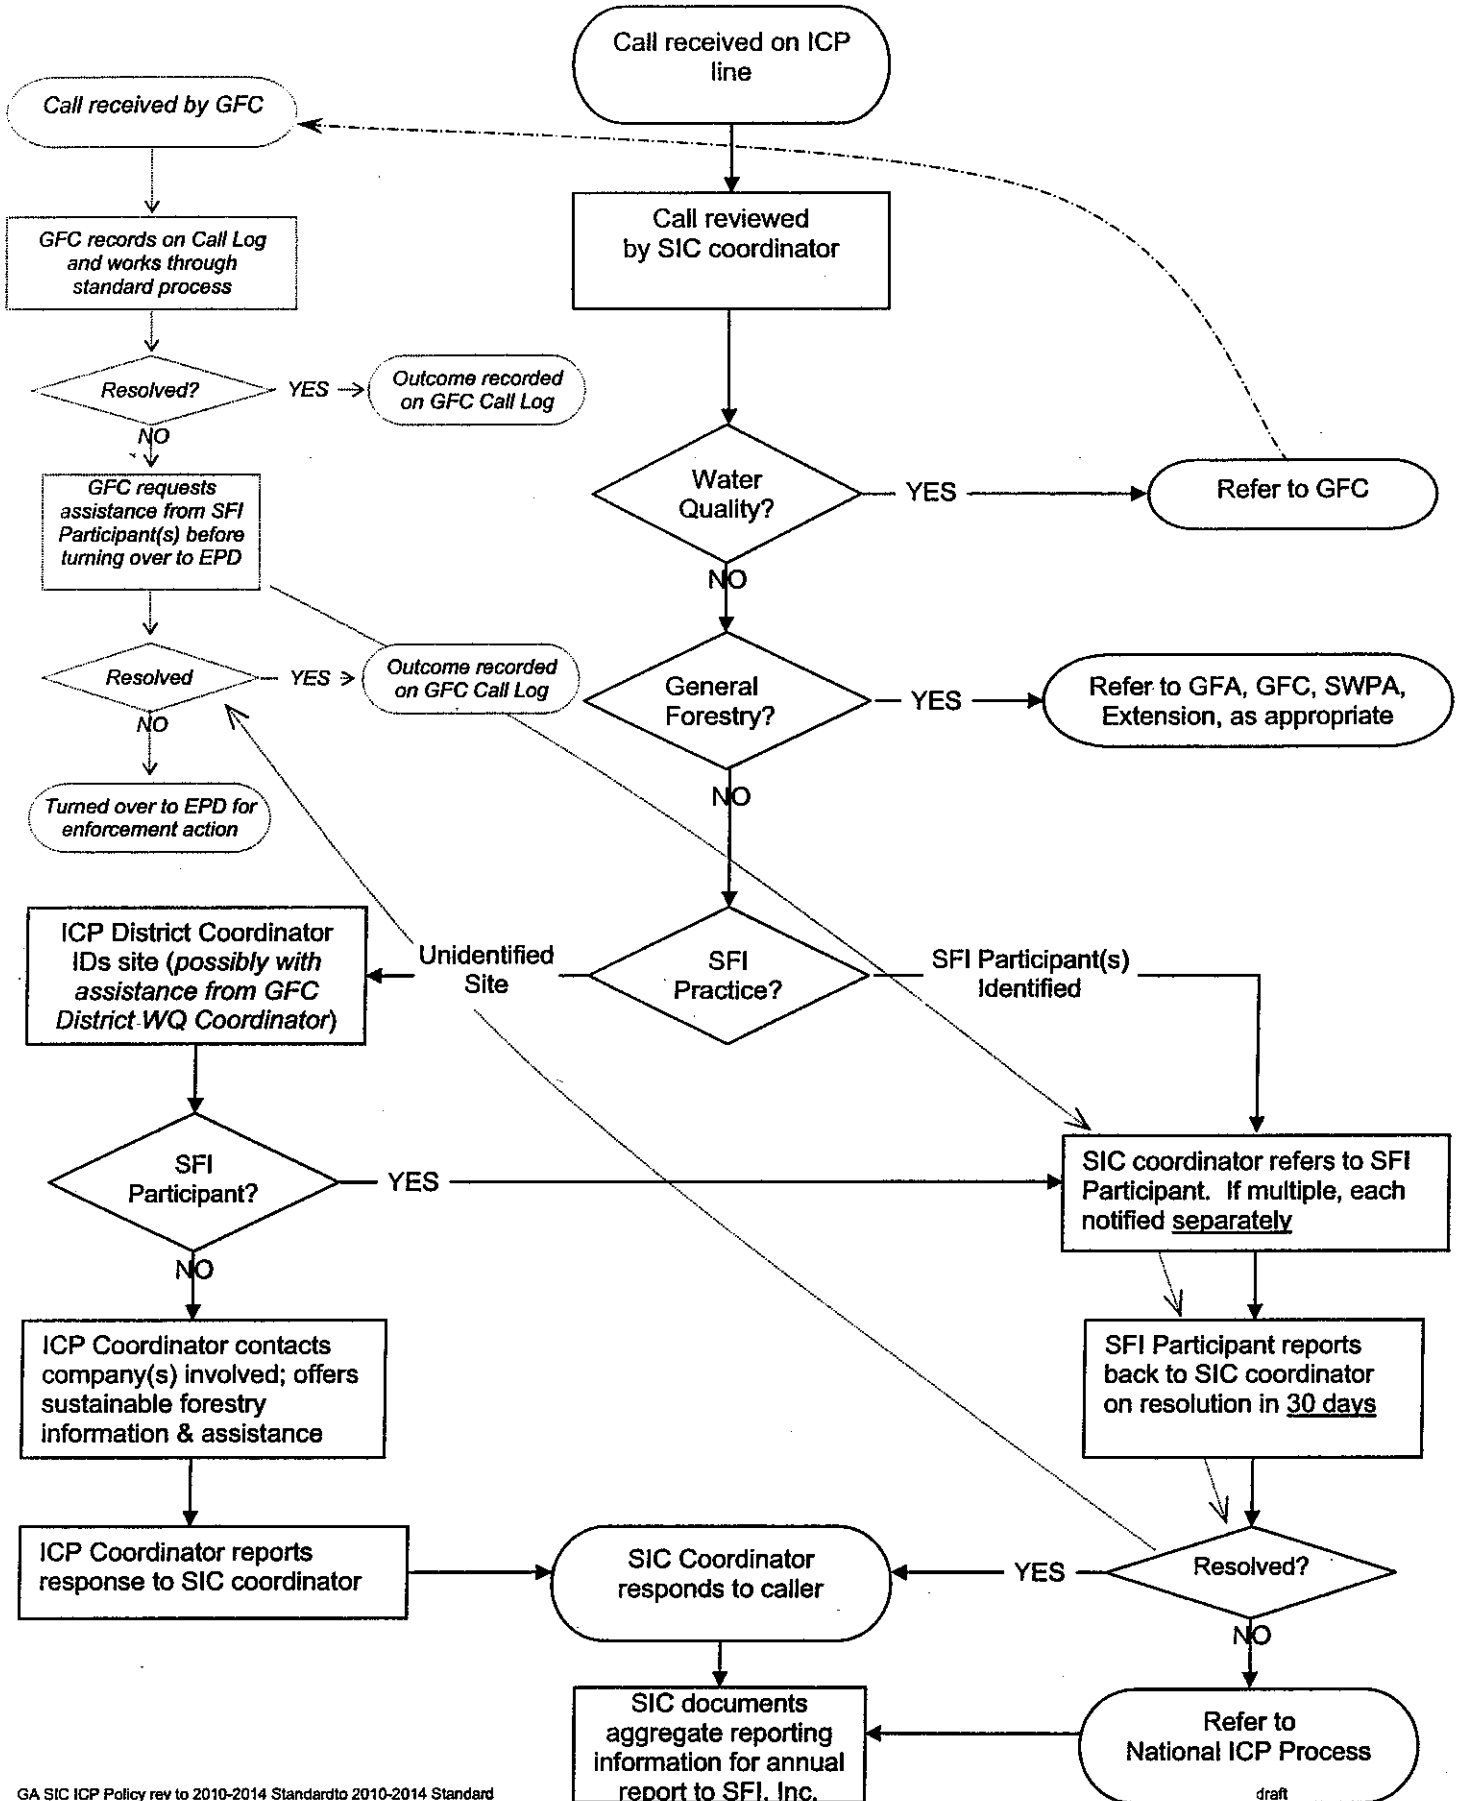 Call received on ICP
line
Call received by GFC
Call reviewed
by SIC coordinator
GFC records on Call Log
and works through
standard process
Resolved?
YES
Outcome recorded
on GFC Call Log
NO
GFC requests
assistance from SFI
Participant(s) before
turning over to EPD
Water
Quality?
YES
Refer to GFC
NO
Resolved
YES
Outcome recorded
on GFC Call Log
NO
General
Forestry?
YES
Refer to GFA, GFC, SWPA,
Extension, as appropriate
NO
Turned over to EPD for
enforcement action
ICP District Coordinator
IDs site (possibly with
assistance from GFC
District WQ Coordinator)
Unidentified
Site
SFI
Practice?
SFI Participant(s)
Identified
SFI
Participant?
YES
SIC coordinator refers to SFI
Participant. If multiple, each
notified separately
NO
ICP Coordinator contacts
company(s) involved; offers
sustainable forestry
information & assistance
SFI Participant reports
back to SIC coordinator
on resolution in 30 days
ICP Coordinator reports
response to SIC coordinator
SIC Coordinator
responds to caller
YES
Resolved?
NO
SIC documents
aggregate reporting
information for annual
report to SFI, Inc.
Refer to
National ICP Process
GA SIC ICP Policy rev to 2010-2014 Standardto 2010-2014 Standard
draft